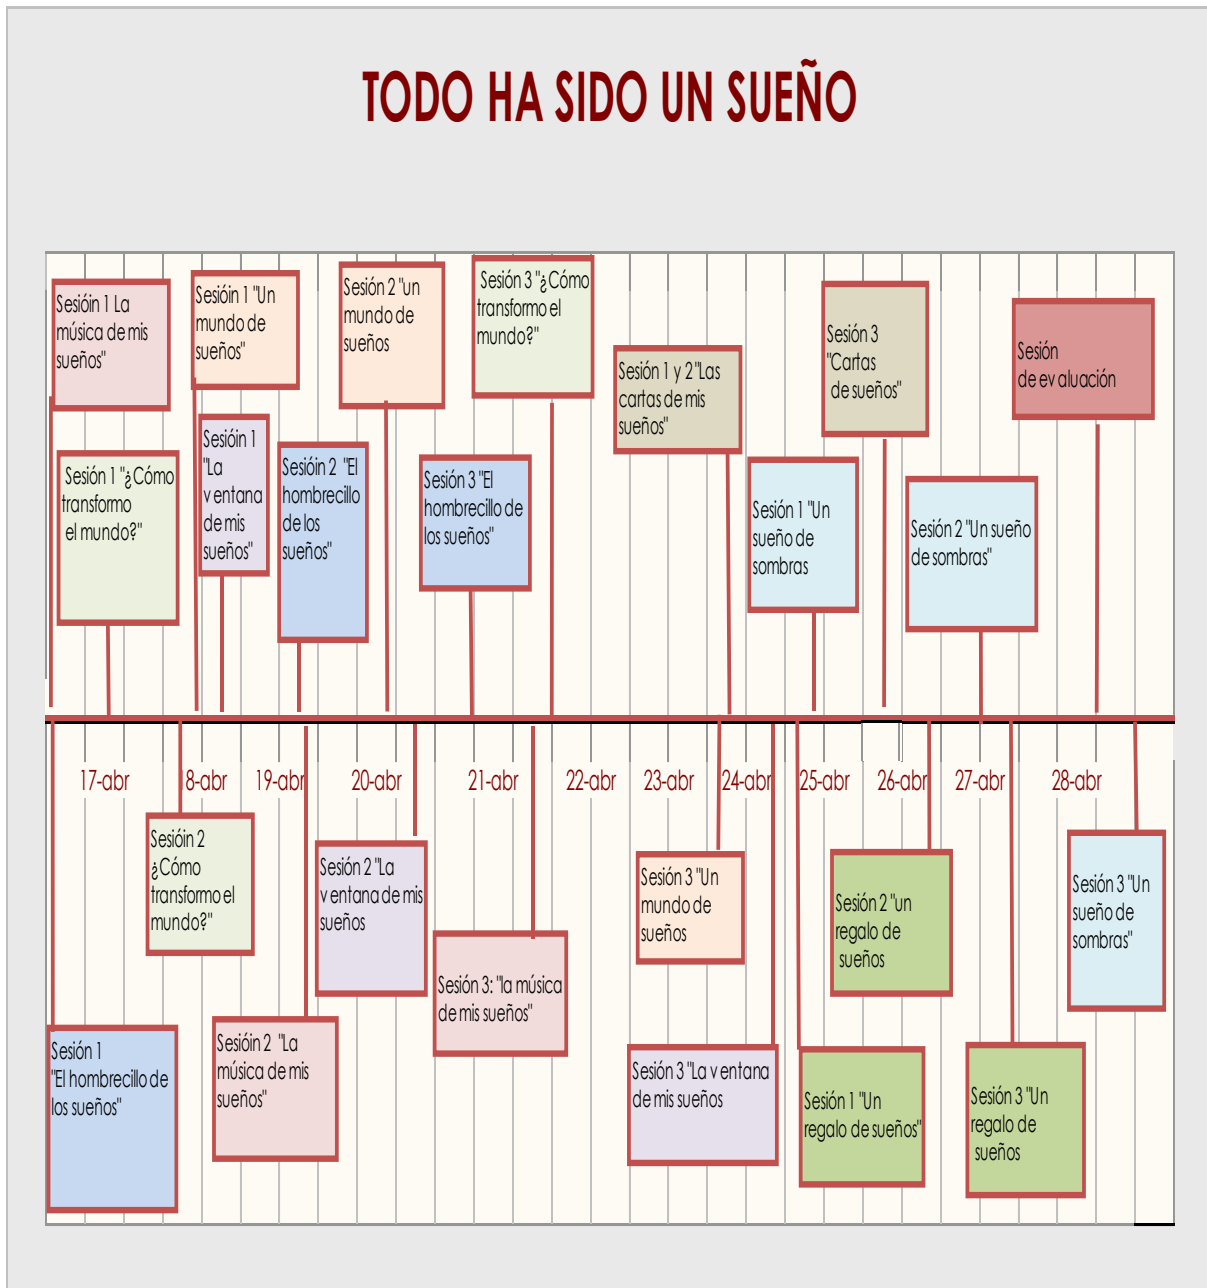 TODO HA SIDO UN SUEÑO
Sesióin 1 La
música de mis
sueños"
Sesióin 1 "Un
mundo de
sueños"
Sesión 2 "un
mundo de
sueños
Sesión 3 "¿Cómo
transformo el
mundo?"
Sesión 1 y 2 "Las
cartas de mis
sueños"
Sesión 3
"Cartas
de sueños"
Sesión
de ev aluación
Sesión 1 "¿Cómo
transformo
el mundo?"
Sesióin 1
"La
v entana
de mis
sueños"
Sesióin 2 "El
hombrecillo
de los
sueños"
Sesión 3 "El
hombrecillo de
los sueños"
Sesión 1 "Un
sueño de
sombras
Sesión 2 "Un sueño
de sombras"
17-abr
18-abr
19-abr
20-abr
21-abr
22-abr
23-abr
24-abr
25-abr
26-abr
27-abr
28-abr
Sesióin 2
¿Cómo
transformo el
mundo?"
Sesión 2 "La
v entana de mis
sueños
Sesión 3: "la música
de mis sueños"
Sesión 3 "Un
mundo de
sueños
Sesión 2 "un
regalo de
sueños
Sesión 3 "Un
sueño de
sombras"
Sesión 1
"El hombrecillo de
los sueños"
Sesióin 2 "La
música de mis
sueños"
Sesión 3 "La v entana
de mis sueños
Sesión 1 "Un
regalo de sueños"
Sesión 3 "Un
regalo de
sueños